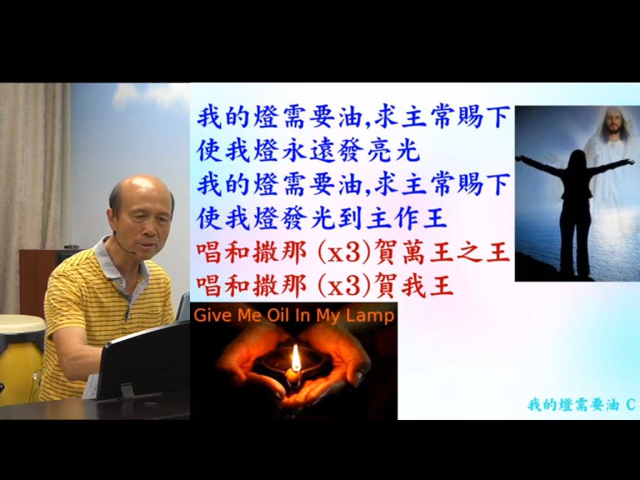 我的燈需要油,求主常賜下
使我燈永遠發亮光
我的燈需要油,求主常賜下
使我燈發光到主作王
唱和撒那 (x3)賀萬王之王
唱和撒那 (x3)賀我王
Give Me Oil In My Lamp
我的燈需要油 C